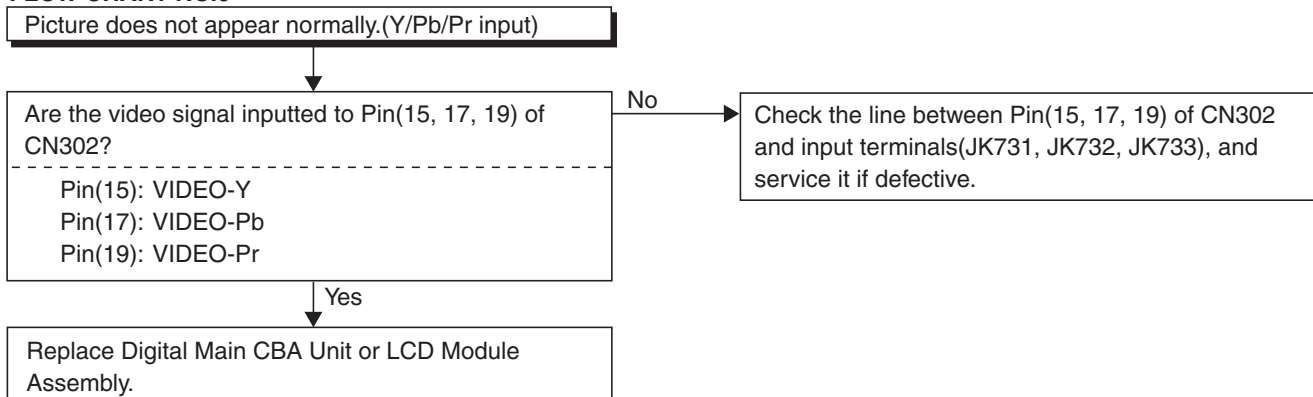 Picture does not appear normally.(Y/Pb/Pr input)
Are the video signal inputted to Pin(15, 17, 19) of
CN302?
Pin(15): VIDEO-Y
Pin(17): VIDEO-Pb
Pin(19): VIDEO-Pr
No
Check the line between Pin(15, 17, 19) of CN302
and input terminals(JK731, JK732, JK733), and
service it if defective.
Yes
Replace Digital Main CBA Unit or LCD Module
Assembly.